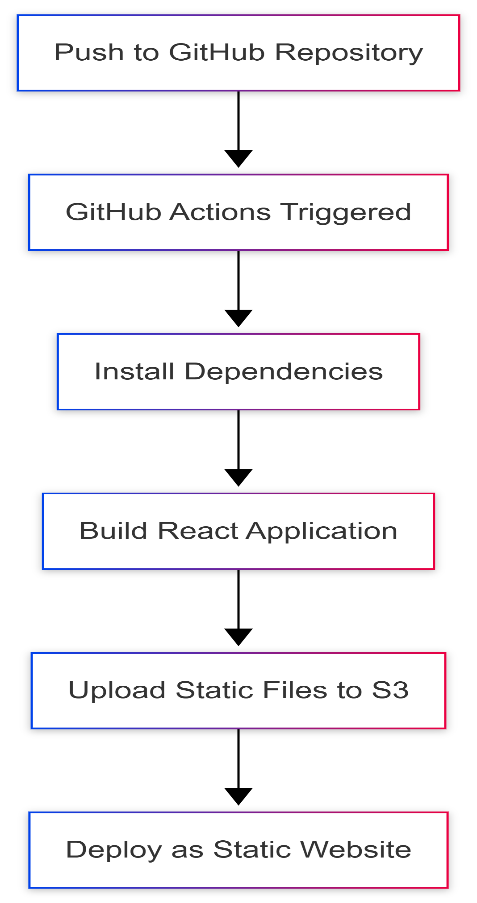 Push to GitHub Repository
GitHub Actions Triggered
Install Dependencies
Build React Application
Upload Static Files to S3
Deploy as Static Website